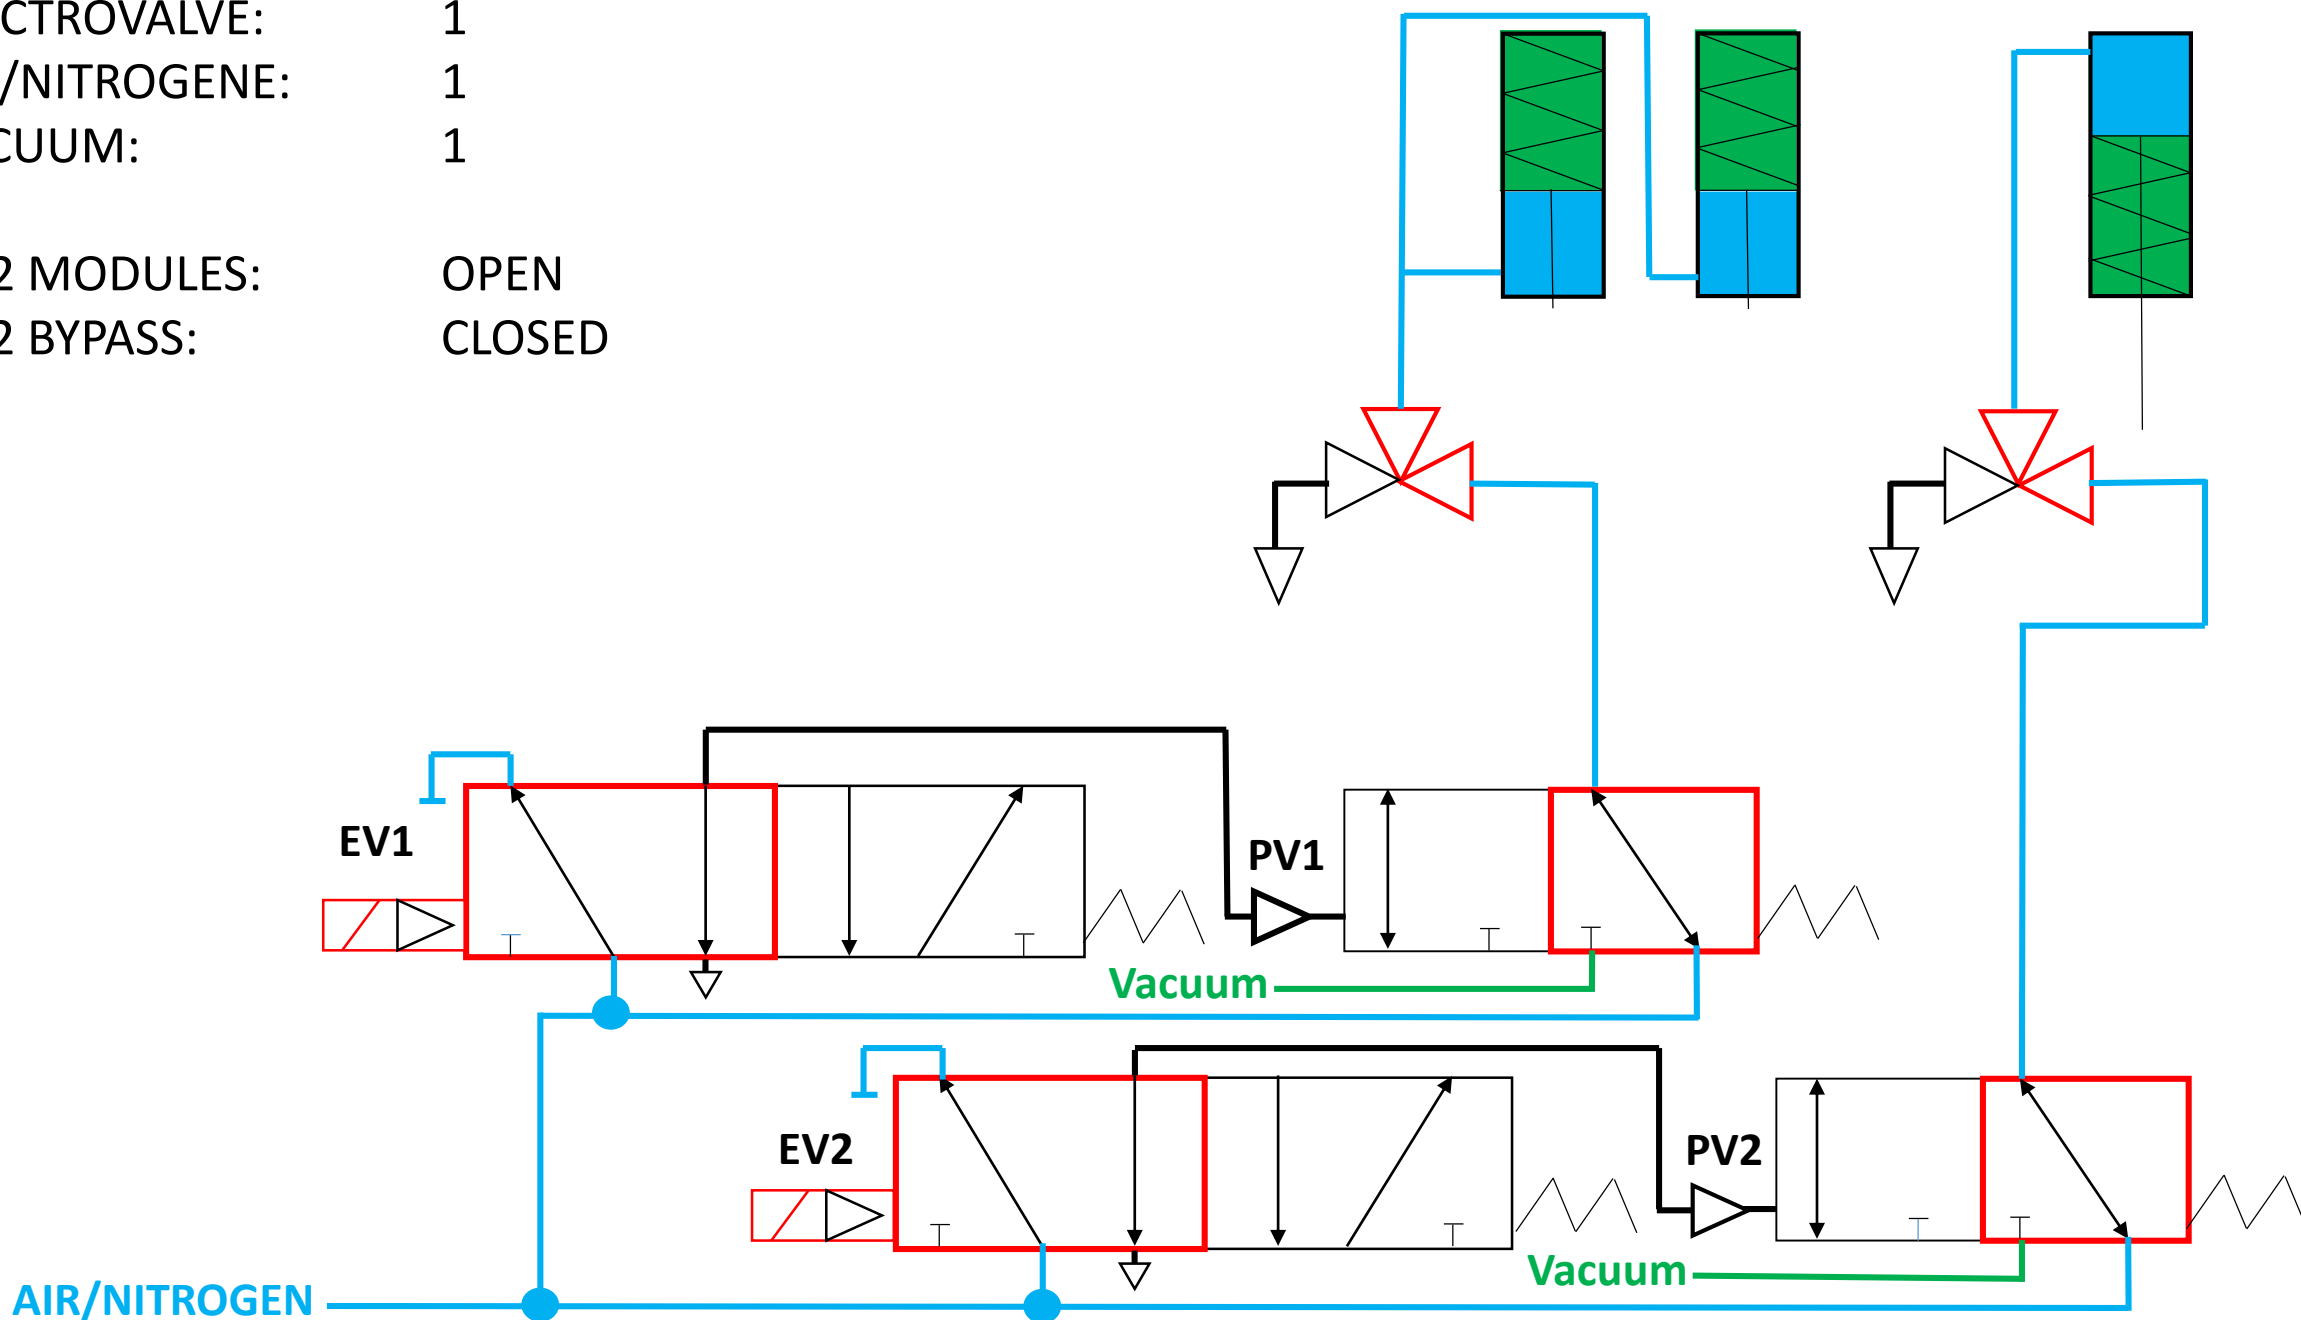 CTROVALVE: 1
/NITROGENE: 1
CUUM: 1
2 MODULES: OPEN
2 BYPASS: CLOSED
EV1
PV1
Vacuum
EV2
PV2
Vacuum
AIR/NITROGEN